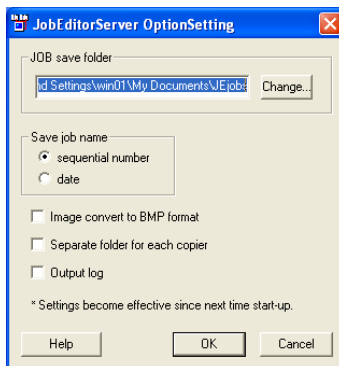 JobEditorServer OptionSetting
JOB save folder
id Settings\win01\My Documents\JEjobs
Change...
Save job name
sequential number
date
Image convert to BMP format
Separate folder for each copier
Output log
* Settings become effective since next time start-up.
Help
OK
Cancel